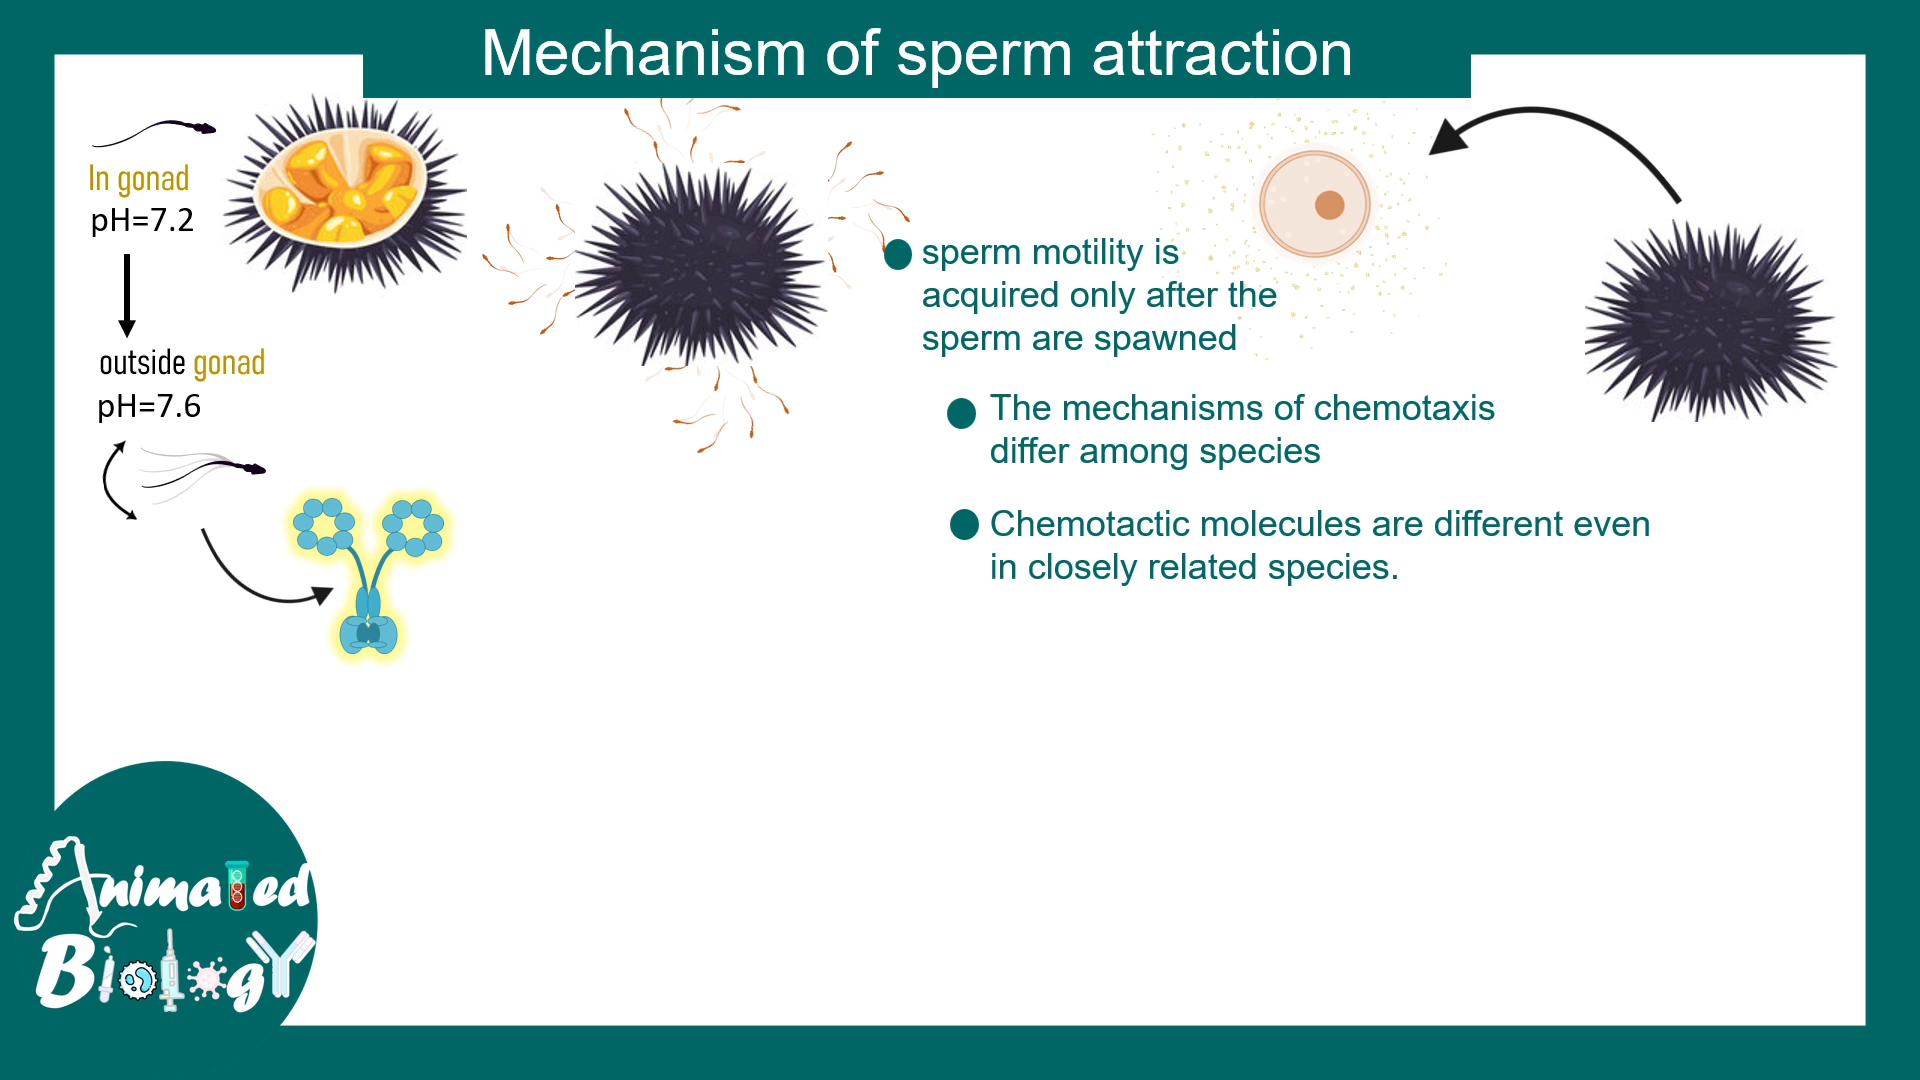 Mechanism of sperm attraction
In gonad
pH=7.2
outside gonad
pH=7.6
sperm motility is
acquired only after the
sperm are spawned
The mechanisms of chemotaxis
differ among species
Chemotactic molecules are different even
in closely related species.
Animated
Biology